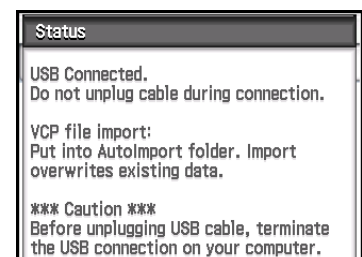 Status
USB Connected.
Do not unplug cable during connection.
VCP file import:
Put into AutoImport folder. Import
overwrites existing data.
*** Caution ***
Before unplugging USB cable, terminate
the USB connection on your computer.